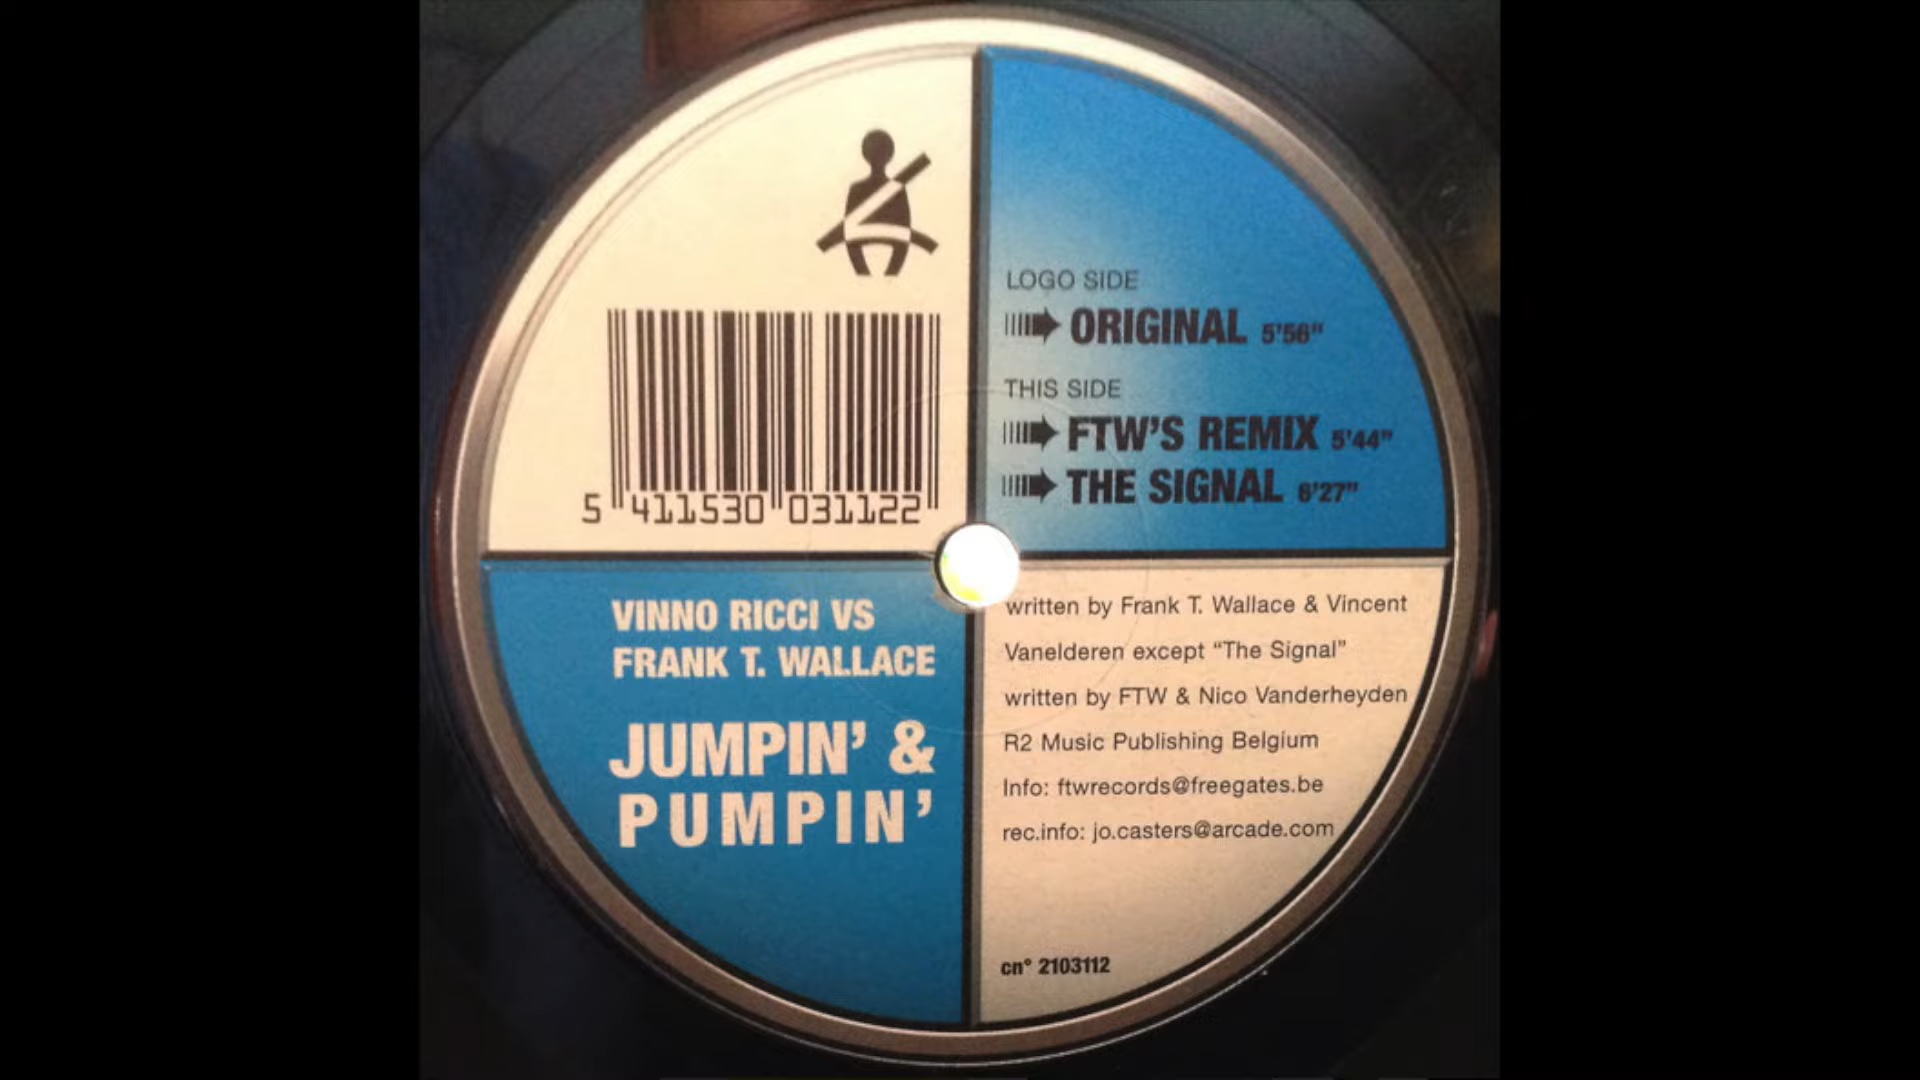 5 411530 031122
LOGO SIDE
ORIGINAL 5'56"
THIS SIDE
FTW'S REMIX 5'44"
THE SIGNAL 6'27"
VINNO RICCI VS
FRANK T. WALLACE
JUMPIN' &
PUMPIN'
written by Frank T. Wallace & Vincent
Vanelderen except “The Signal”
written by FTW & Nico Vanderheyden
R2 Music Publishing Belgium
Info: ftwrecords@freegates.be
rec.info: jo.casters@arcade.com
cn° 2103112